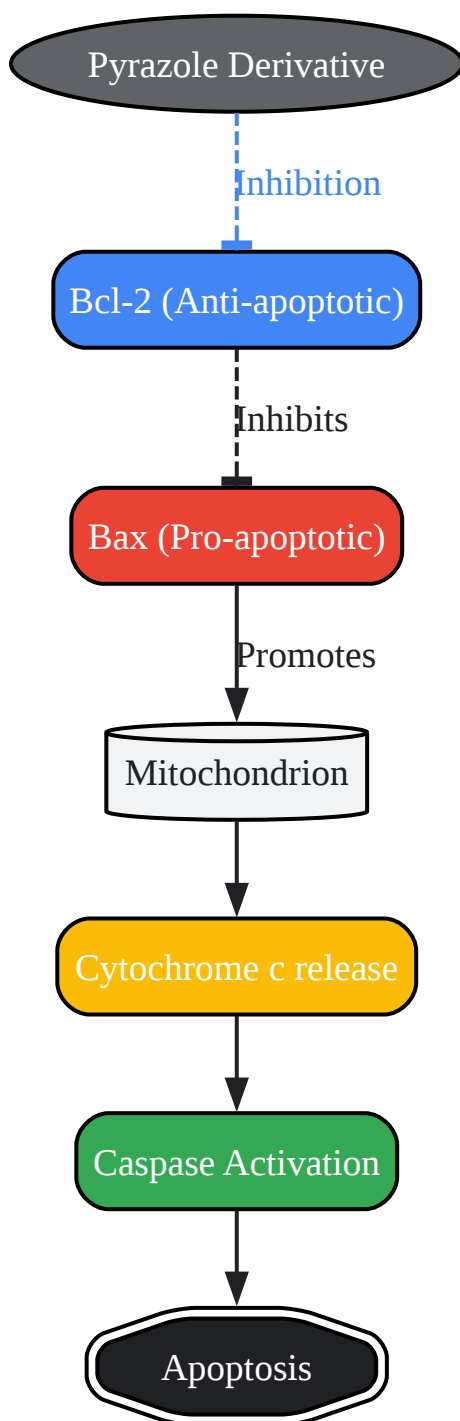 Pyrazole Derivative
Inhibition
Bcl-2 (Anti-apoptotic)
Inhibits
Bax (Pro-apoptotic)
Promotes
Mitochondrion
Cytochrome c release
Caspase Activation
Apoptosis